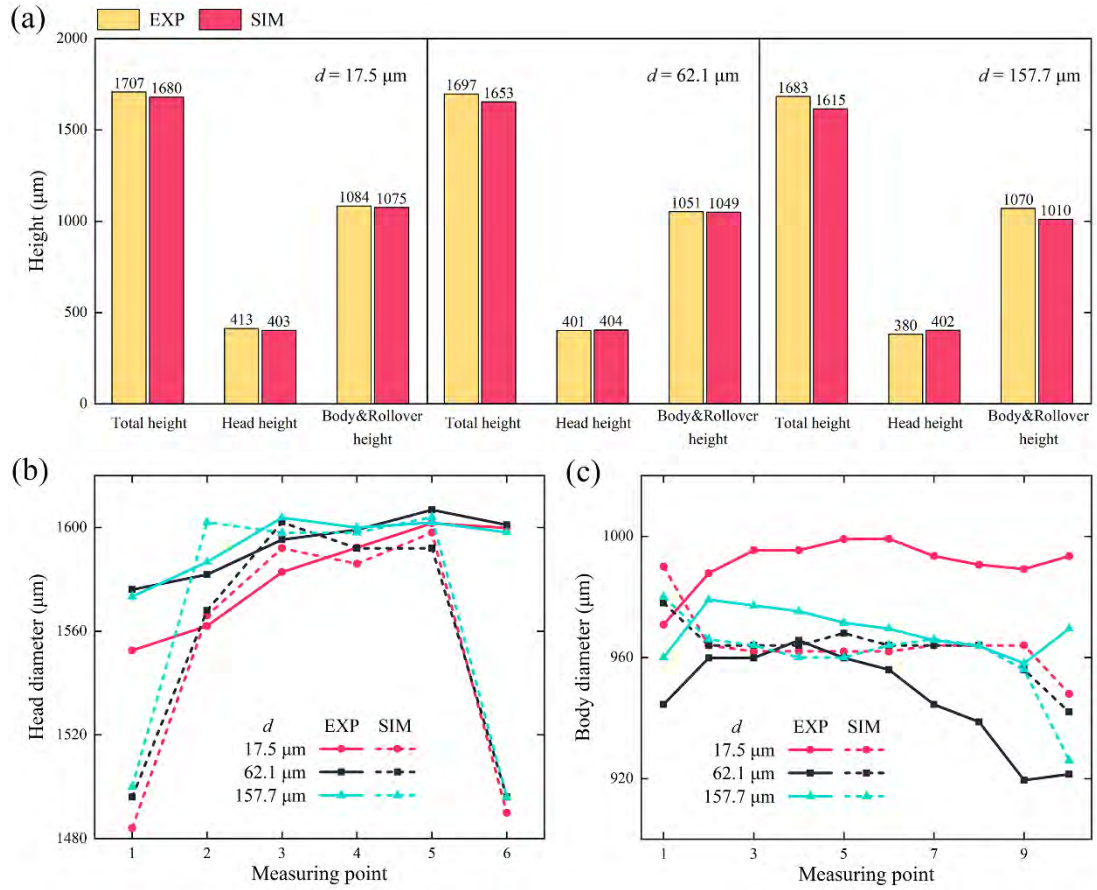 (a)
EXP SIM
2000
1500
1000
500
0
Height (μm)
d = 17.5 μm
d = 62.1 μm
d = 157.7 μm
1707 1680
413 403
1084 1075
1697 1653
401 404
1051 1049
1683 1615
380 402
1070 1010
Total height Head height Body&Rollover height
Total height Head height Body&Rollover height
Total height Head height Body&Rollover height
(b)
Head diameter (μm)
1600
1560
1520
1480
d EXP SIM
17.5 μm
62.1 μm
157.7 μm
1 2 3 4 5 6
Measuring point
(c)
Body diameter (μm)
1000
960
920
d EXP SIM
17.5 μm
62.1 μm
157.7 μm
1 3 5 7 9
Measuring point